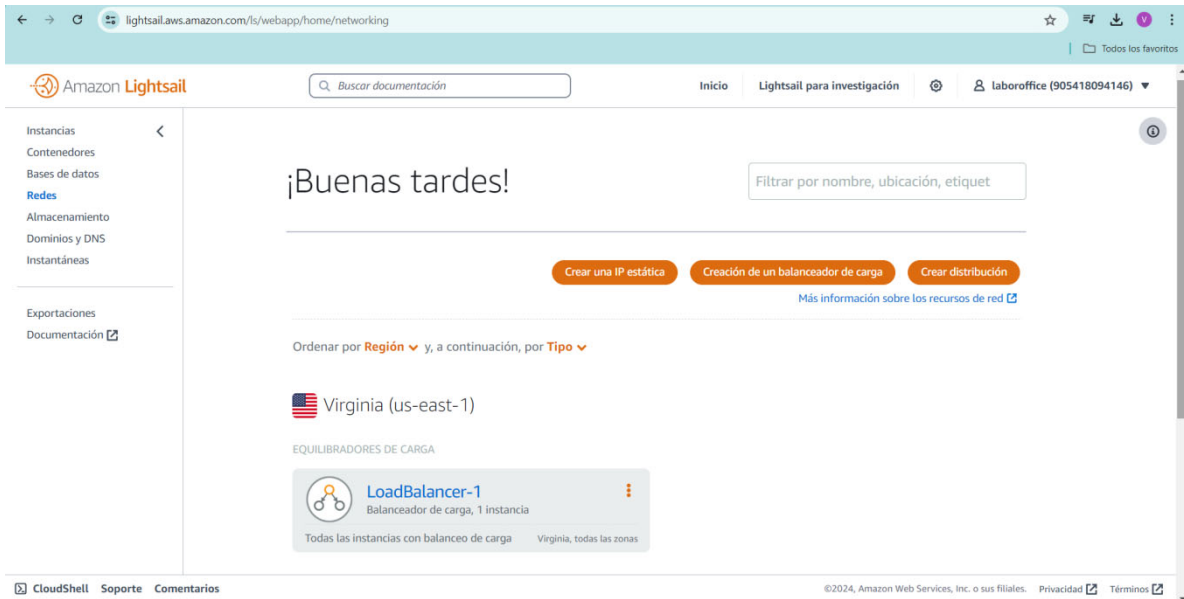 lightsail.aws.amazon.com/ls/webapp/home/networking
V
Todos los favoritos
Amazon Lightsail
Buscar documentación
Inicio
Lightsail para investigación
laboroffice (905418094146)
Instancias
Contenedores
Bases de datos
Redes
Almacenamiento
Dominios y DNS
Instantáneas
Exportaciones
Documentación
¡Buenas tardes!
Filtrar por nombre, ubicación, etiquet
Crear una IP estática
Creación de un balanceador de carga
Crear distribución
Más información sobre los recursos de red
Ordenar por Región y, a continuación, por Tipo
Virginia (us-east-1)
EQUILIBRADORES DE CARGA
LoadBalancer-1
Balanceador de carga, 1 instancia
Todas las instancias con balanceo de carga
Virginia, todas las zonas
CloudShell Soporte Comentarios
©2024, Amazon Web Services, Inc. o sus filiales. Privacidad Términos